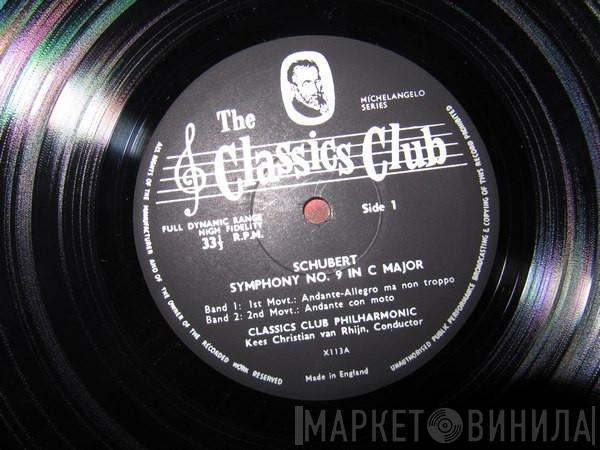 MICHELANGELO
SERIES
The
Classics Club
FULL DYNAMIC RANGE
HIGH FIDELITY
33⅓ R.P.M.
Side 1
SCHUBERT
SYMPHONY NO. 9 IN C MAJOR
Band 1: 1st Movt.: Andante-Allegro ma non troppo
Band 2: 2nd Movt.: Andante con moto
CLASSICS CLUB PHILHARMONIC
Kees Christian van Rhijn, Conductor
X113A
Made in England
ALL RIGHTS OF THE MANUFACTURER AND OF THE OWNER OF THE RECORDED WORK RESERVED
UNAUTHORISED PUBLIC PERFORMANCE BROADCASTING & COPYING OF THIS RECORD PROHIBITED
МАРКЕТ ВИНИЛА